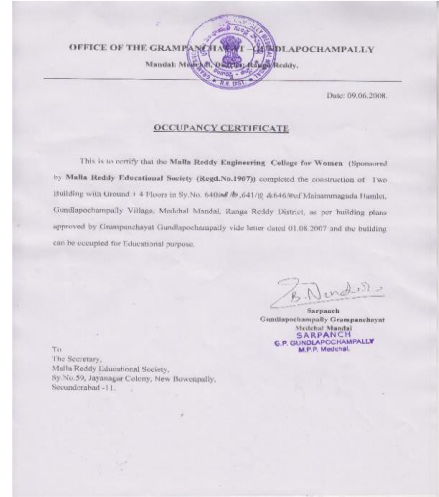 OFFICE OF THE GRAMPANCHAYAT – GUNDLAPOCHAMPALLY
Mandal: Medchal, District: Ranga Reddy.
Date: 09.06.2008.
OCCUPANCY CERTIFICATE
This is to certify that the Malla Reddy Engineering College for Women (Sponsored
by Malla Reddy Educational Society (Regd.No.1907)) completed the construction of Two
Building with Ground + 4 Floors in Sy.No. 640 ,641/ &646/ of Maisammaguda Hamlet,
Gundlapochampally Village, Medchal Mandal, Ranga Reddy District, as per building plans
approved by Grampanchayat Gundlapochampally vide letter dated 01.08.2007 and the building
can be occupied for Educational purpose.
Sarpanch
Gundlapochampally Grampanchayat
Medchal Mandal
SARPANCH
G.P. GUNDLAPOCHAMPALLY
M.P.P. Medchal.
To
The Secretary,
Malla Reddy Educational Society,
Sy.No.59, Jayanagar Colony, New Bowenpally,
Secunderabad -11.